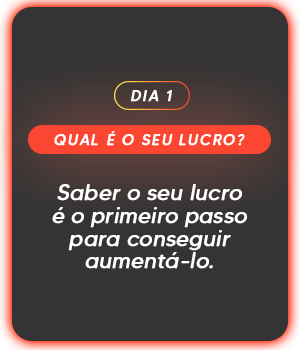 DIA 1
QUAL É O SEU LUCRO?
Saber o seu lucro
é o primeiro passo
para conseguir
aumentá-lo.